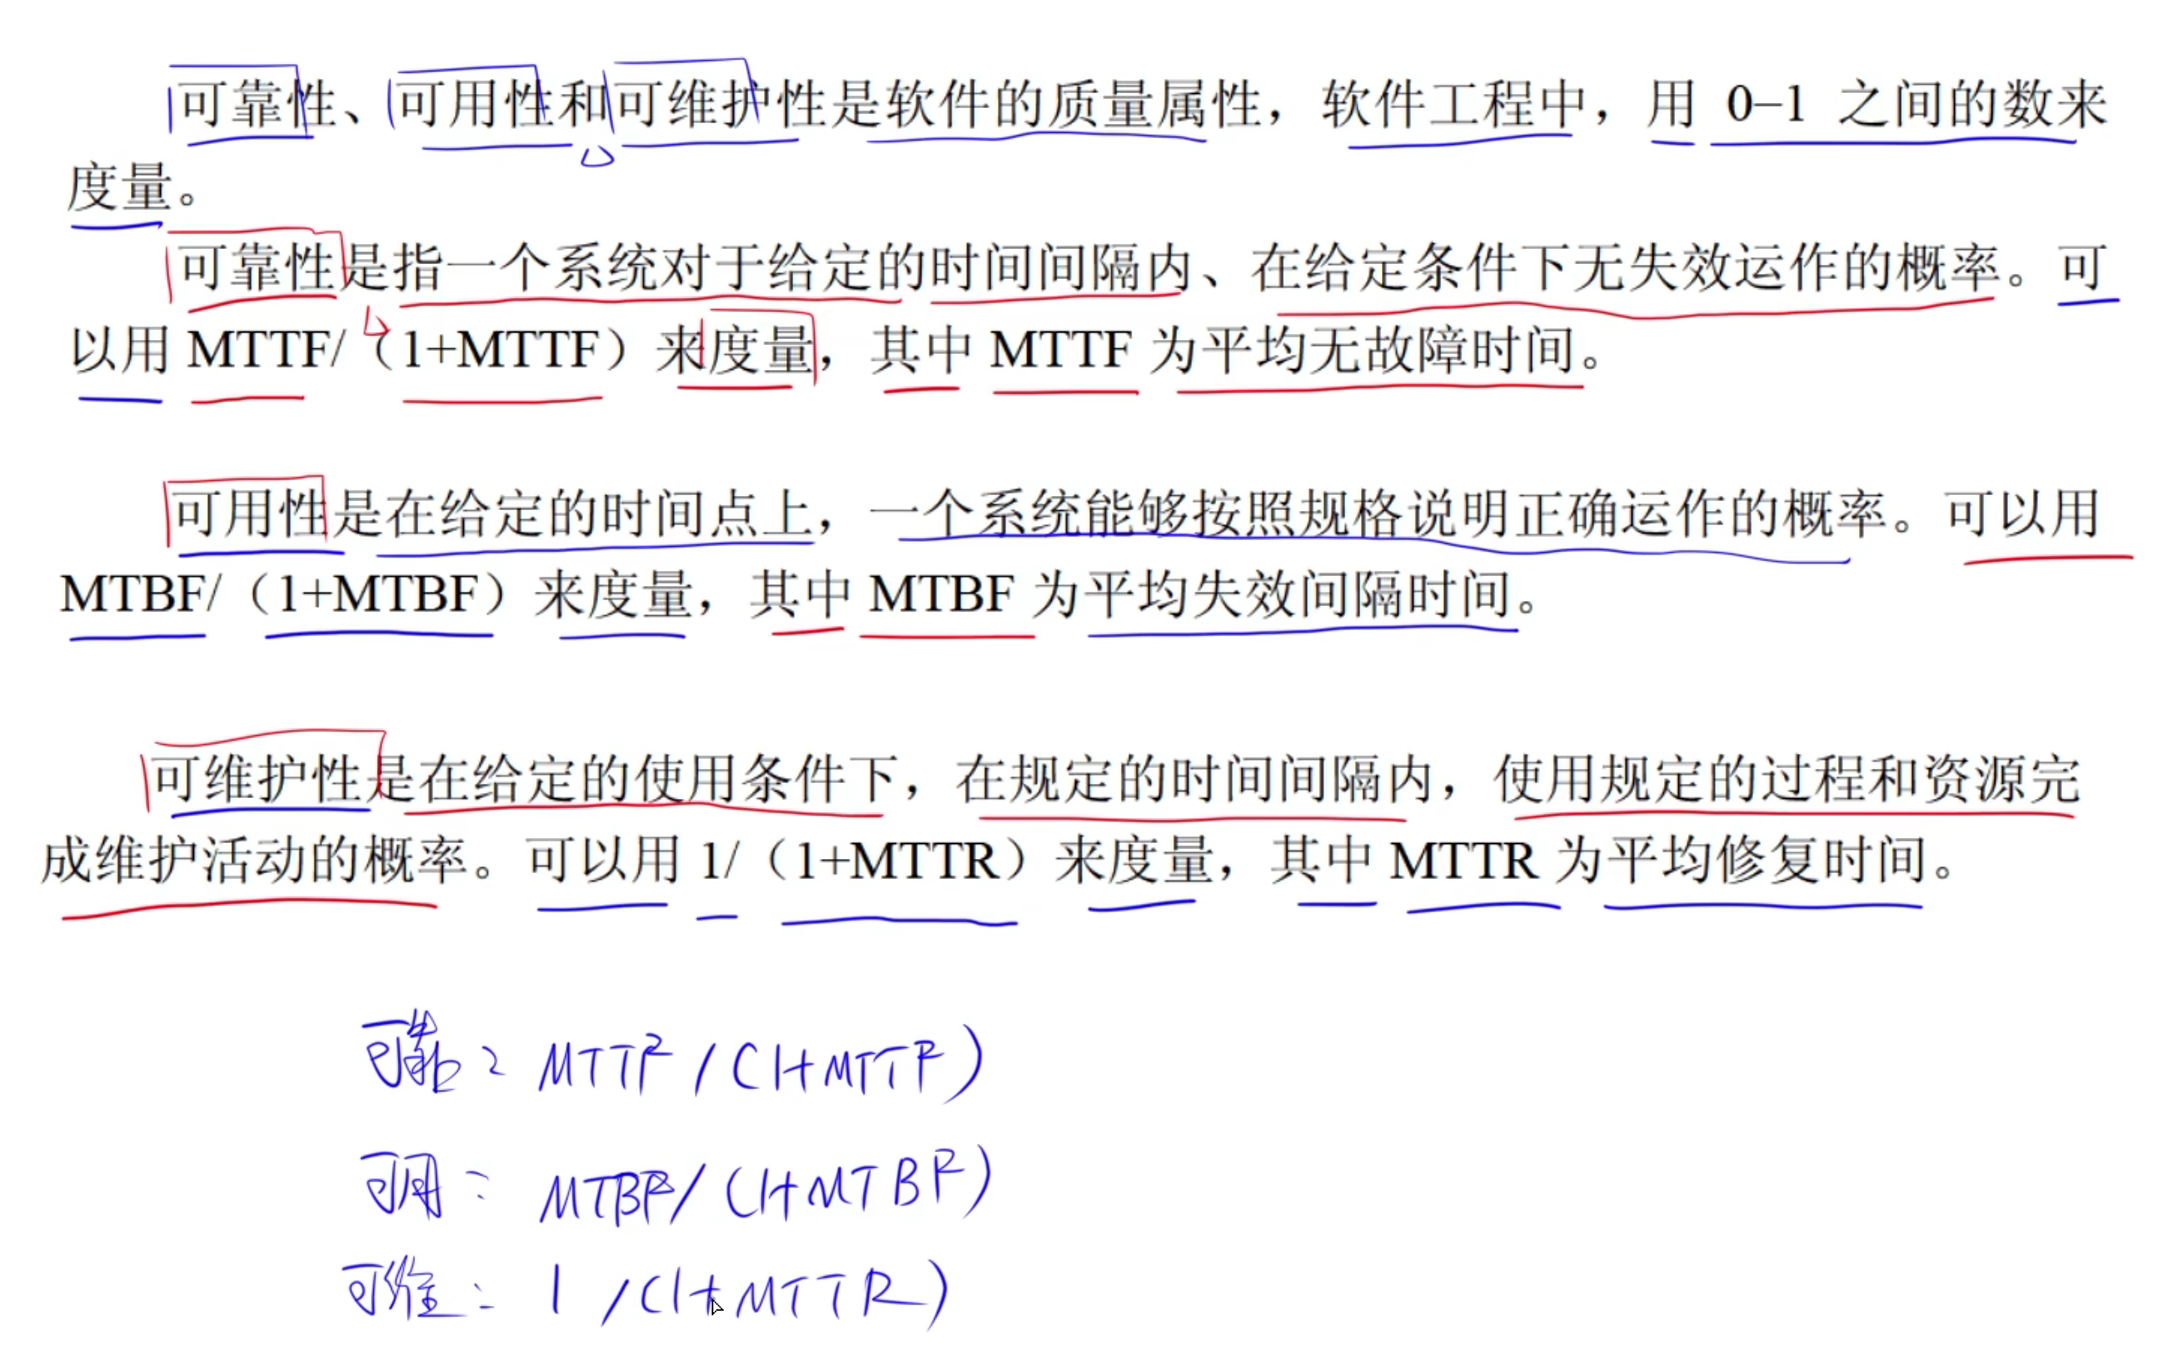 可靠性、可用性和可维护性是软件的质量属性，软件工程中，用 0–1 之间的数来
度量。
可靠性是指一个系统对于给定的时间间隔内、在给定条件下无失效运作的概率。可
以用 MTTF/（1+MTTF）来度量，其中 MTTF 为平均无故障时间。
可用性是在给定的时间点上，一个系统能够按照规格说明正确运作的概率。可以用
MTBF/（1+MTBF）来度量，其中 MTBF 为平均失效间隔时间。
可维护性是在给定的使用条件下，在规定的时间间隔内，使用规定的过程和资源完
成维护活动的概率。可以用 1/（1+MTTR）来度量，其中 MTTR 为平均修复时间。
可靠: MTTF/(1+MTTF)
可用: MTBF/(1+MTBF)
可维: 1/(1+MTTR)